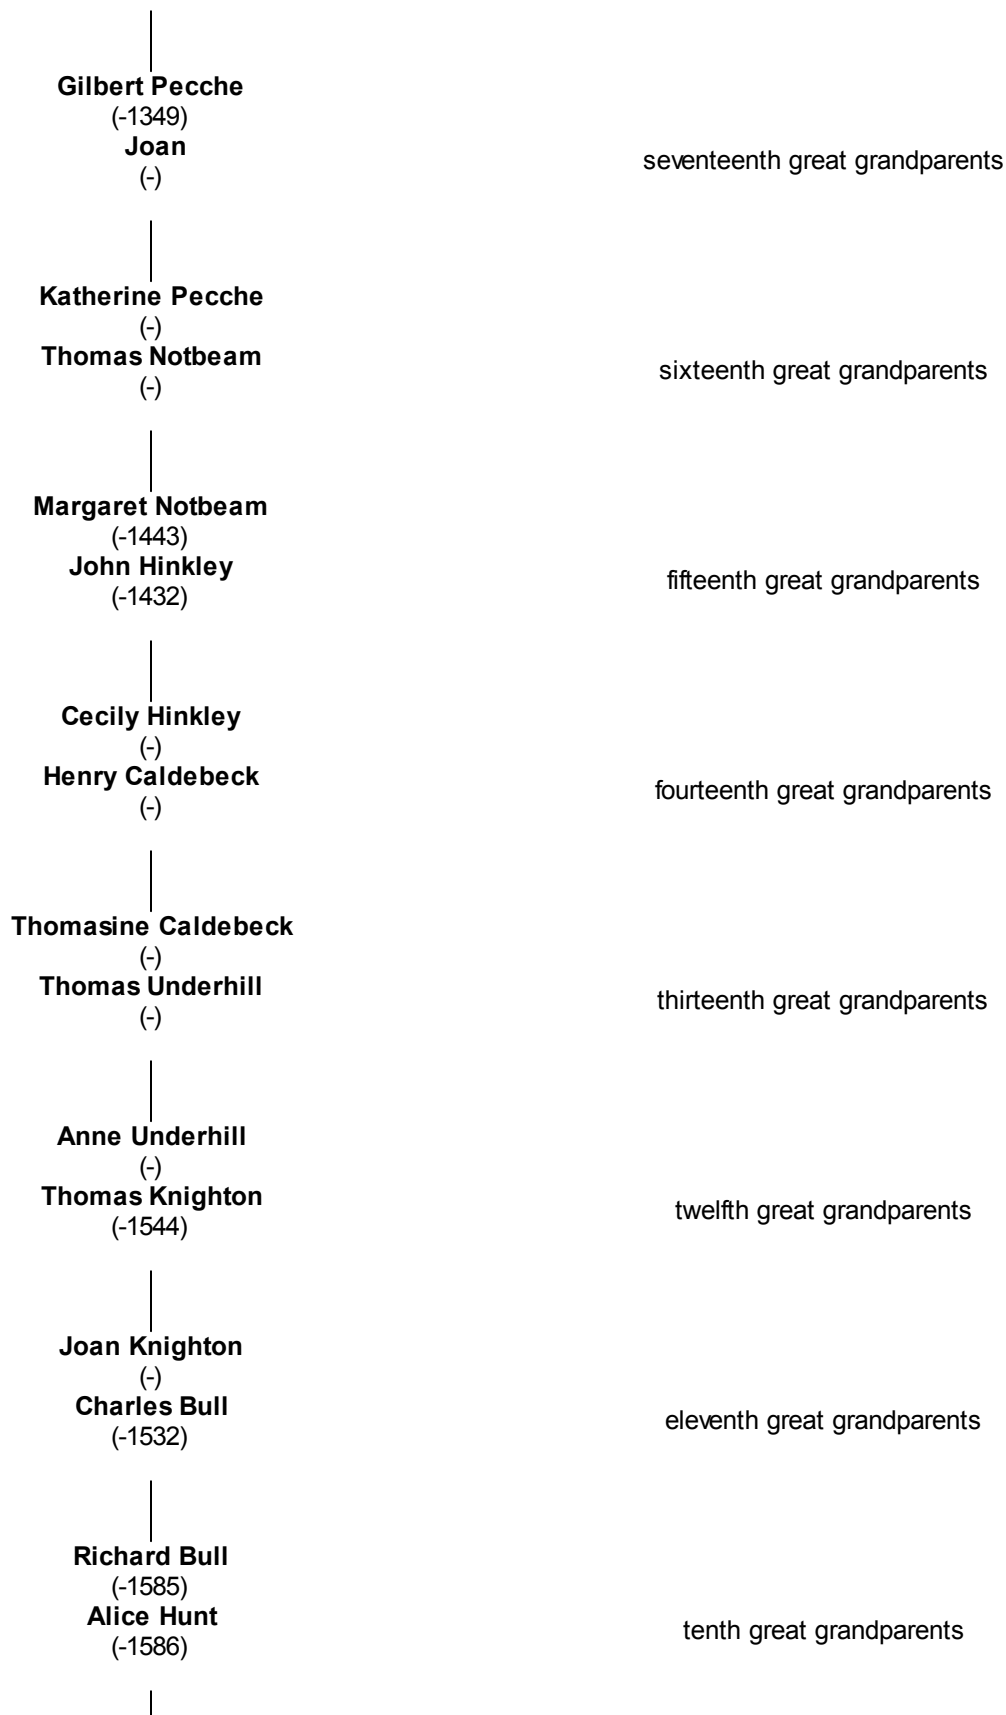 Gilbert Pecche
(-1349)
Joan
(-)
seventeenth great grandparents
Katherine Pecche
(-)
Thomas Notbeam
(-)
sixteenth great grandparents
Margaret Notbeam
(-1443)
John Hinkley
(-1432)
fifteenth great grandparents
Cecily Hinkley
(-)
Henry Caldebeck
(-)
fourteenth great grandparents
Thomasine Caldebeck
(-)
Thomas Underhill
(-)
thirteenth great grandparents
Anne Underhill
(-)
Thomas Knighton
(-1544)
twelfth great grandparents
Joan Knighton
(-)
Charles Bull
(-1532)
eleventh great grandparents
Richard Bull
(-1585)
Alice Hunt
(-1586)
tenth great grandparents